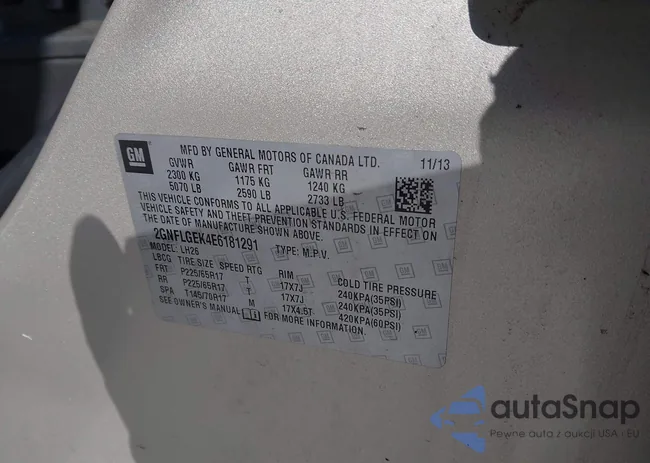 GM
MFD BY GENERAL MOTORS OF CANADA LTD. 11/13
GVWR GAWR FRT GAWR RR
2300 KG 1175 KG 1240 KG
5070 LB 2590 LB 2733 LB
THIS VEHICLE CONFORMS TO ALL APPLICABLE U.S. FEDERAL MOTOR
VEHICLE SAFETY AND THEFT PREVENTION STANDARDS IN EFFECT ON
THE DATE OF MANUFACTURE SHOWN ABOVE.
2GNFLGEK4E6181291 TYPE: M.P.V.
MODEL: LH26
LBCG TIRE SIZE SPEED RTG RIM COLD TIRE PRESSURE
FRT P225/65R17 T 17X7J 240KPA(35PSI)
RR P225/65R17 T 17X7J 240KPA(35PSI)
SPA T145/70R17 M 17X4.5T 420KPA(60PSI)
SEE OWNER'S MANUAL FOR MORE INFORMATION.
autaSnap
Pewne auta z aukcji USA - EU